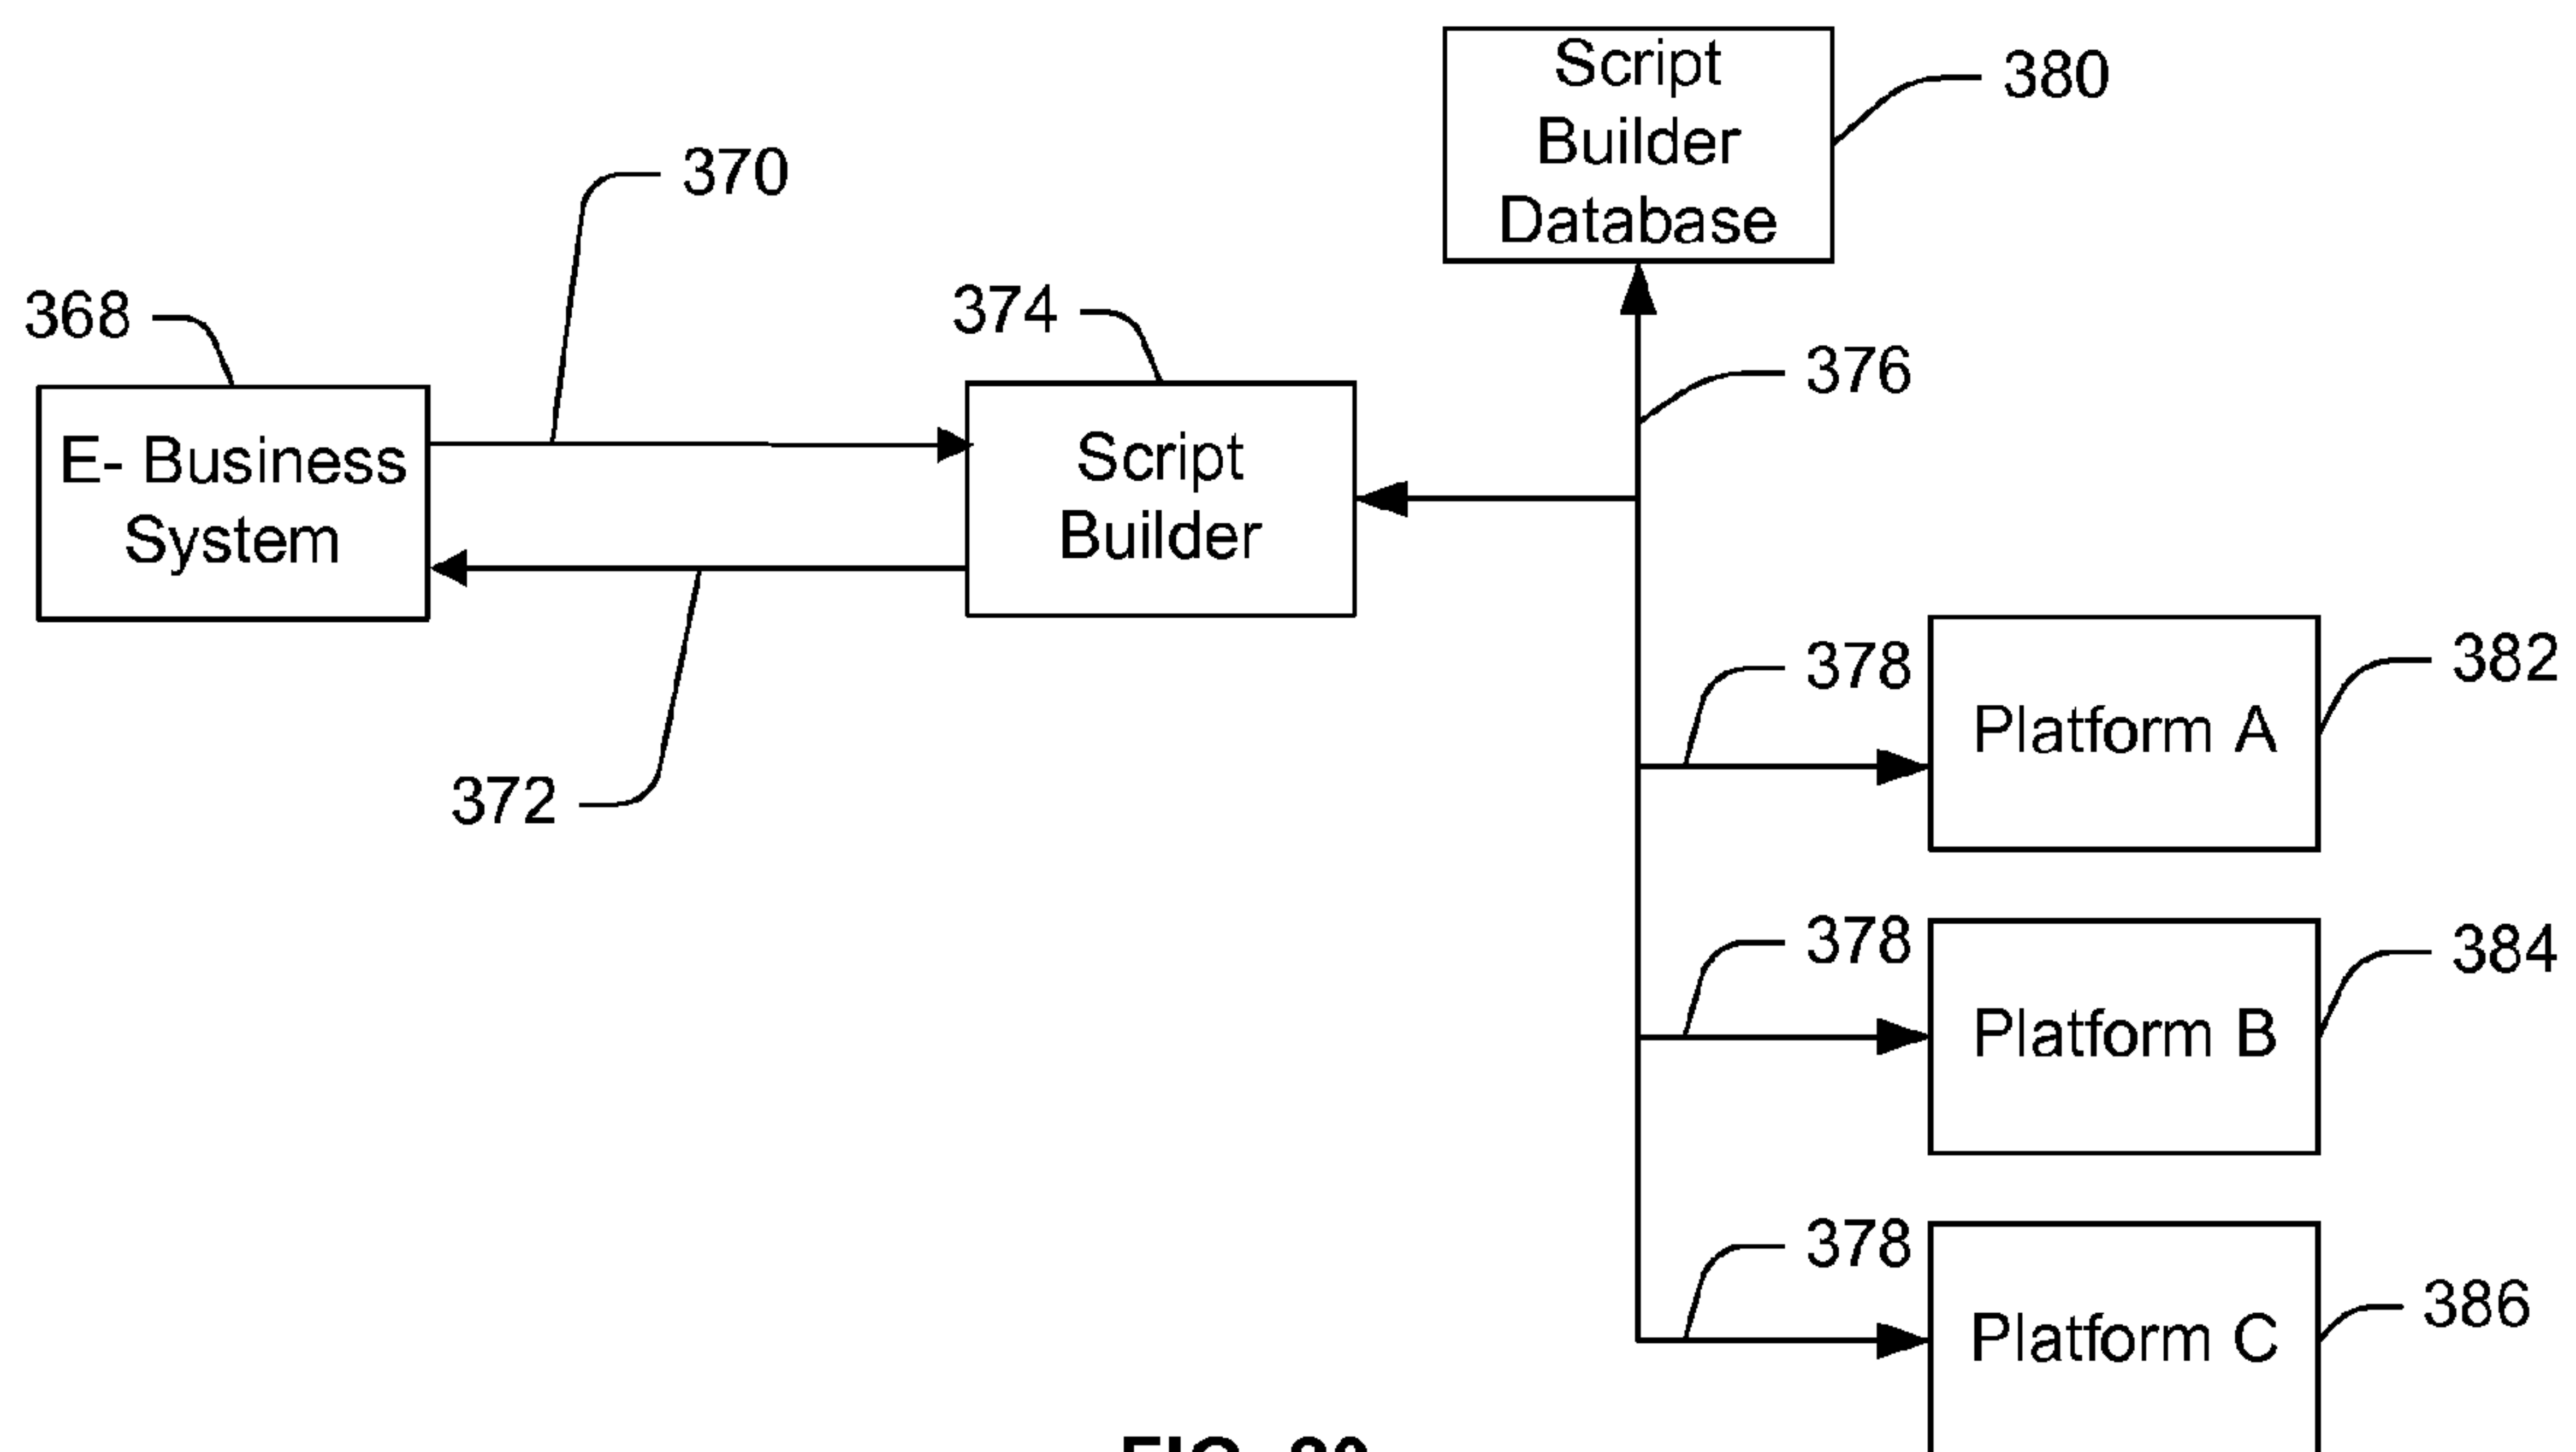 Script
Builder
Database
380
370
368
374
376
E- Business
System
Script
Builder
378
Platform A
382
372
378
Platform B
384
378
Platform C
386